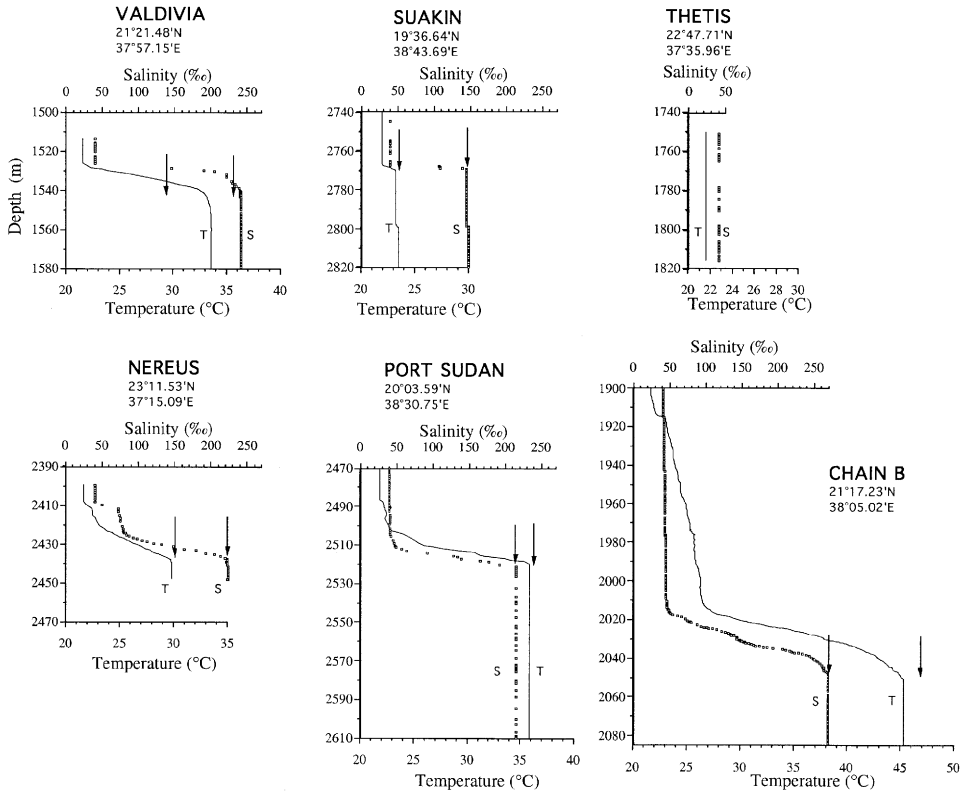 VALDIVIA
21°21.48'N
37°57.15'E
Salinity (‰)
0 50 100 150 200 250
1500
1520
1540
1560
1580
Depth (m)
T S
20 25 30 35 40
Temperature (°C)
SUAKIN
19°36.64'N
38°43.69'E
Salinity (‰)
0 50 100 150 200 250
2740
2760
2780
2800
2820
T S
20 25 30
Temperature (°C)
THETIS
22°47.71'N
37°35.96'E
Salinity (‰)
0 50
1740
1760
1780
1800
1820
T S
20 22 24 26 28 30
Temperature (°C)
NEREUS
23°11.53'N
37°15.09'E
Salinity (‰)
0 50 100 150 200 250
2390
2410
2430
2450
2470
T S
20 25 30 35
Temperature (°C)
PORT SUDAN
20°03.59'N
38°30.75'E
Salinity (‰)
0 50 100 150 200 250
2470
2490
2510
2530
2550
2570
2590
2610
S T
20 25 30 35 40
Temperature (°C)
Salinity (‰)
0 50 100 150 200 250
1900
1920
1940
1960
1980
2000
2020
2040
2060
2080
CHAIN B
21°17.23'N
38°05.02'E
S T
20 25 30 35 40 45 50
Temperature (°C)